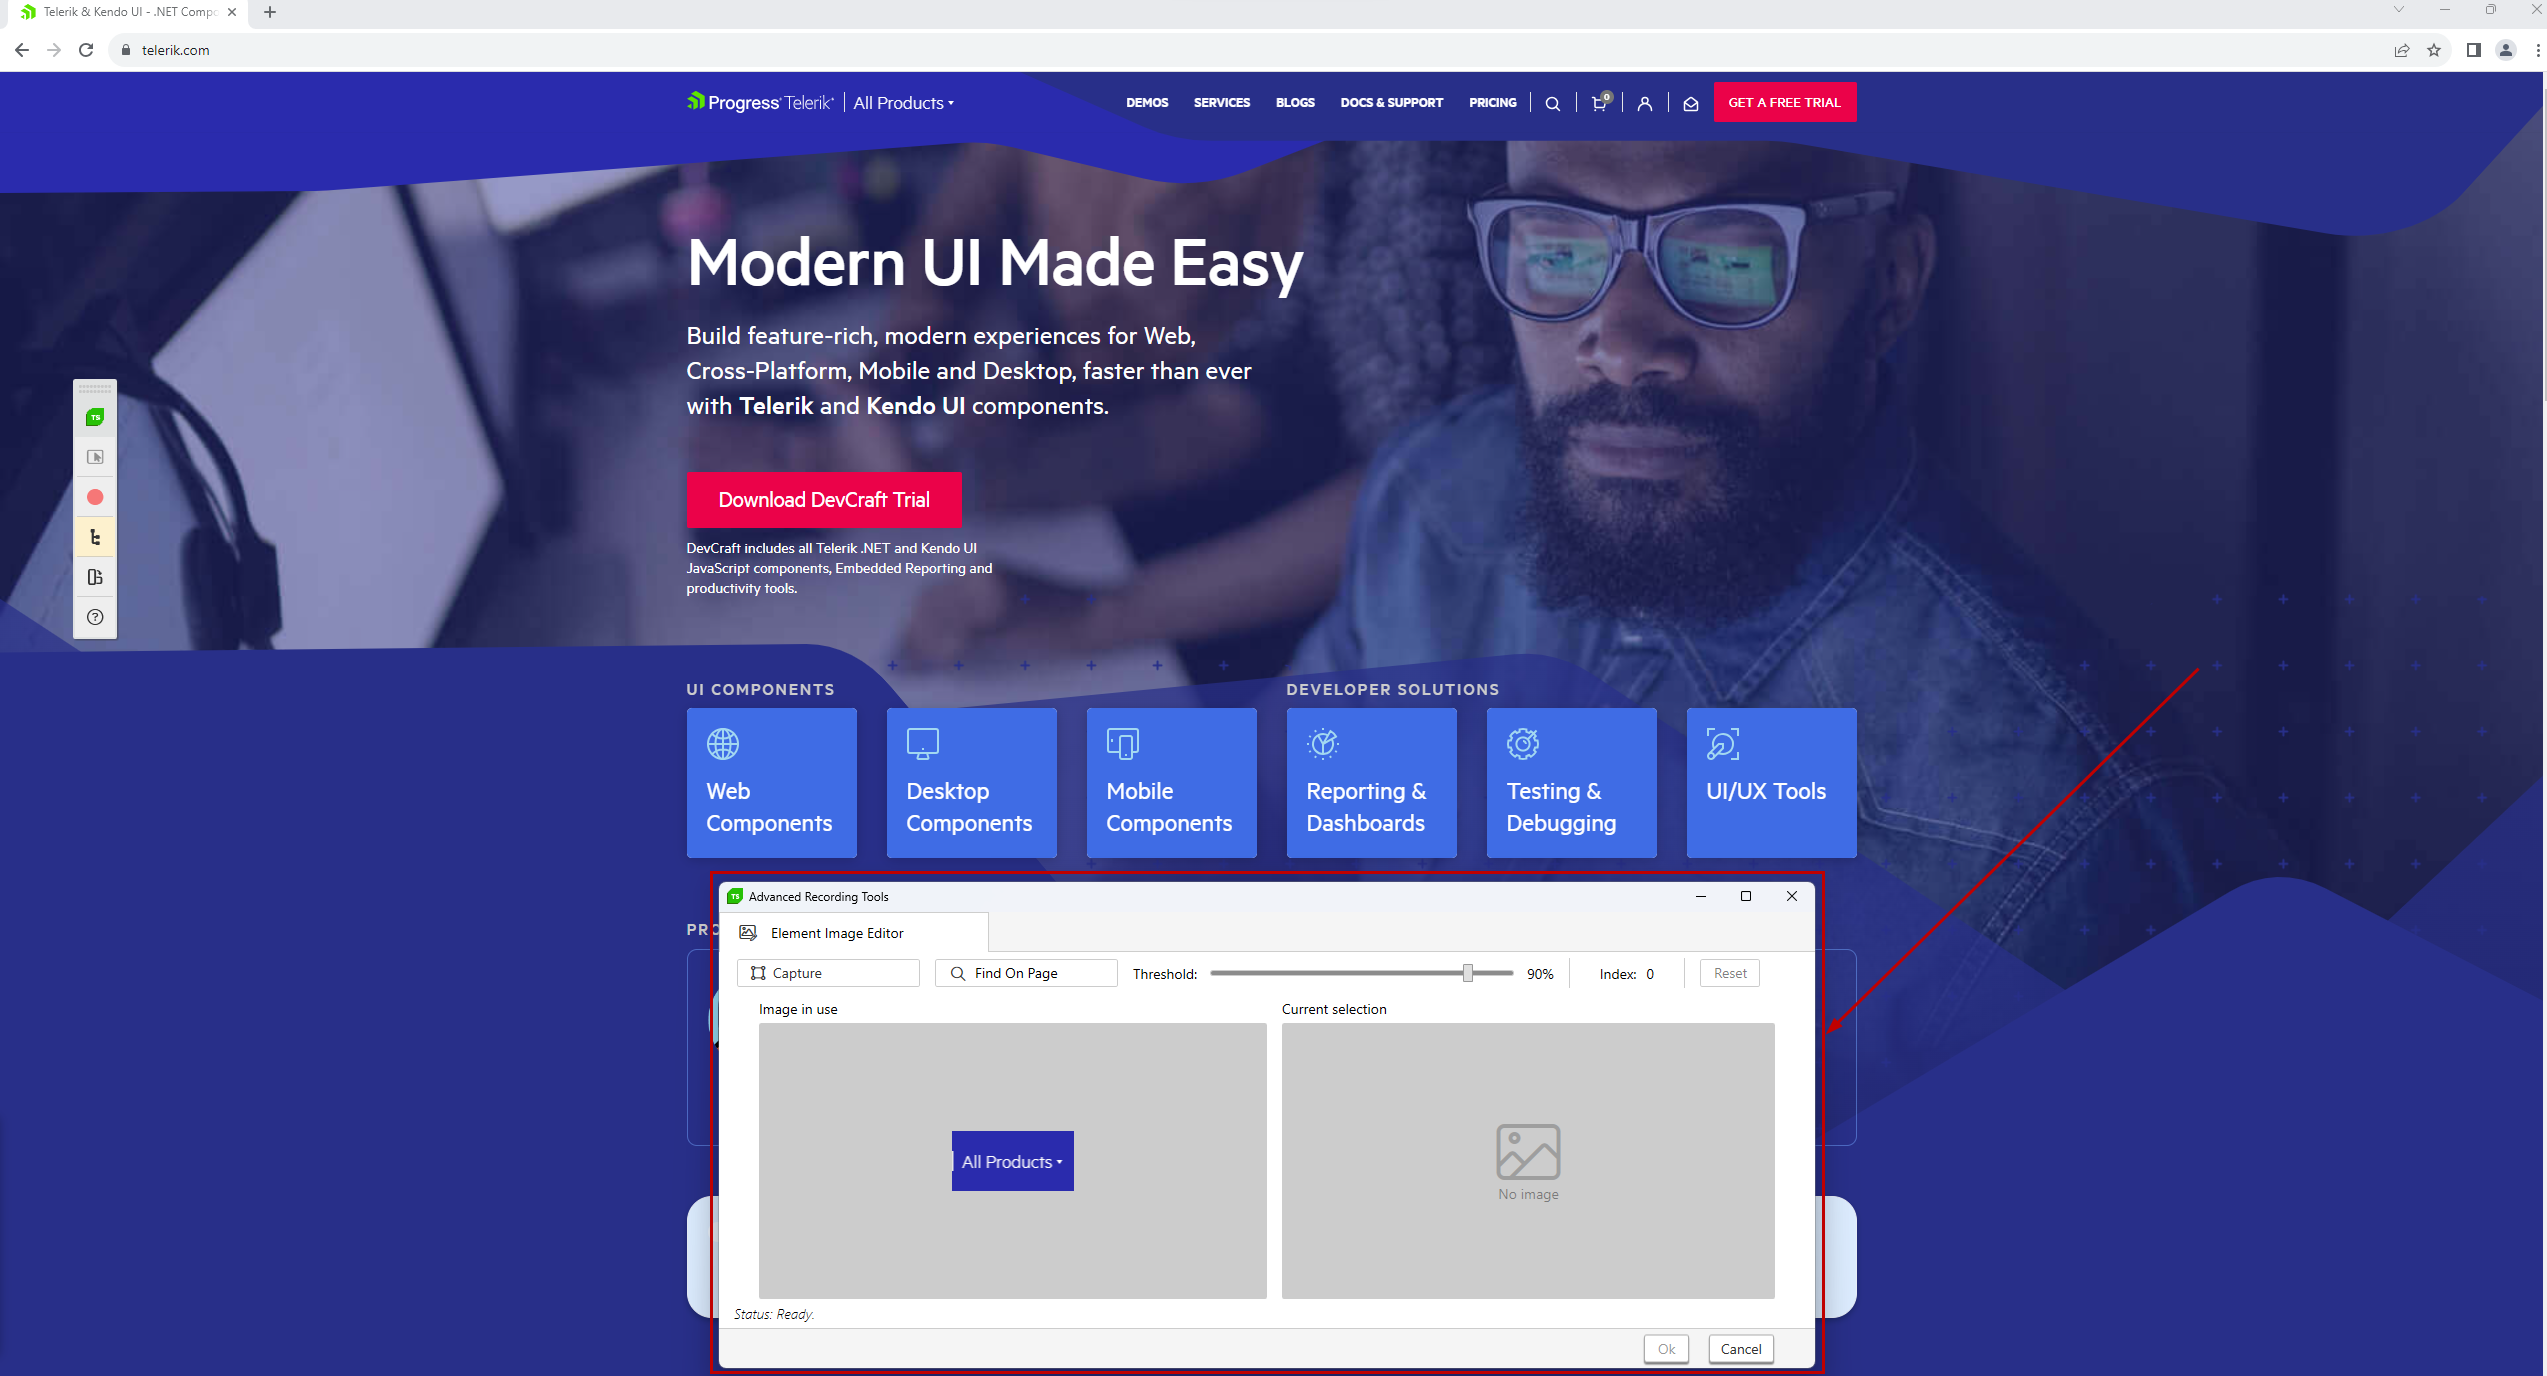 Telerik & Kendo UI - .NET Comp
telerik.com
Progress Telerik | All Products
DEMOS SERVICES BLOGS DOCS & SUPPORT PRICING 0 GET A FREE TRIAL
Modern UI Made Easy
Build feature-rich, modern experiences for Web,
Cross-Platform, Mobile and Desktop, faster than ever
with Telerik and Kendo UI components.
TS
Download DevCraft Trial
DevCraft includes all Telerik .NET and Kendo UI
JavaScript components, Embedded Reporting and
productivity tools.
UI COMPONENTS
DEVELOPER SOLUTIONS
Web
Components
Desktop
Components
Mobile
Components
Reporting &
Dashboards
Testing &
Debugging
UI/UX Tools
PRO
TS Advanced Recording Tools
Element Image Editor
Capture Find On Page Threshold: 90% Index: 0 Reset
Image in use
Current selection
All Products
No image
Status: Ready.
Ok Cancel